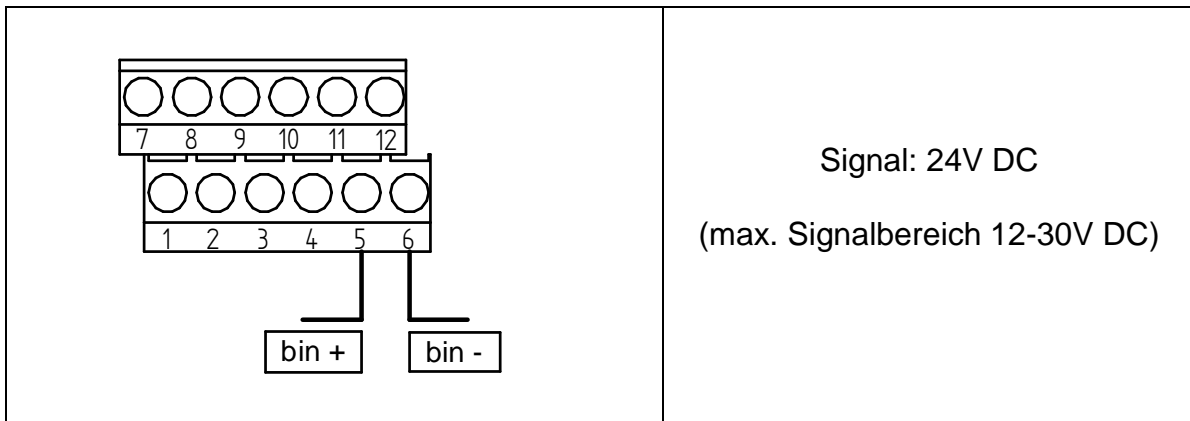 7 8 9 10 11 12
1 2 3 4 5 6
bin + bin -
Signal: 24V DC
(max. Signalbereich 12-30V DC)